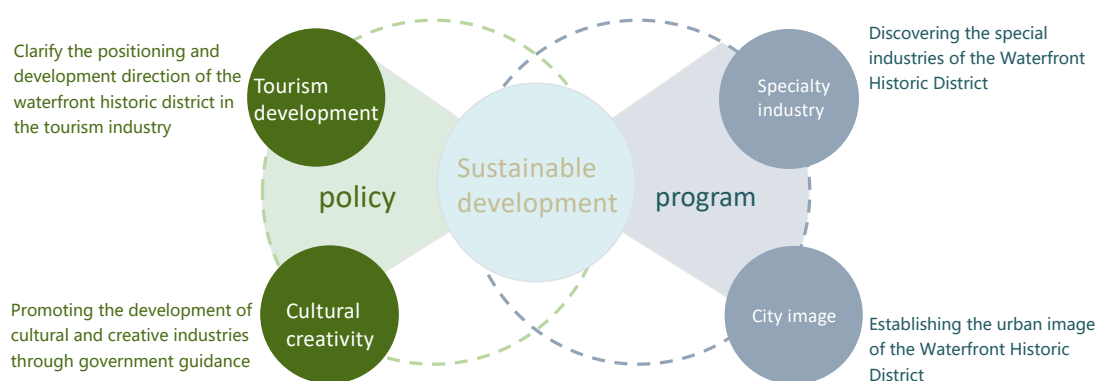 Clarify the positioning and
development direction of the
waterfront historic district in
the tourism industry
Tourism
development
policy
Promoting the development of
cultural and creative industries
through government guidance
Cultural
creativity
Sustainable
development
program
Specialty
industry
Discovering the special
industries of the Waterfront
Historic District
City image
Establishing the urban image
of the Waterfront Historic
District